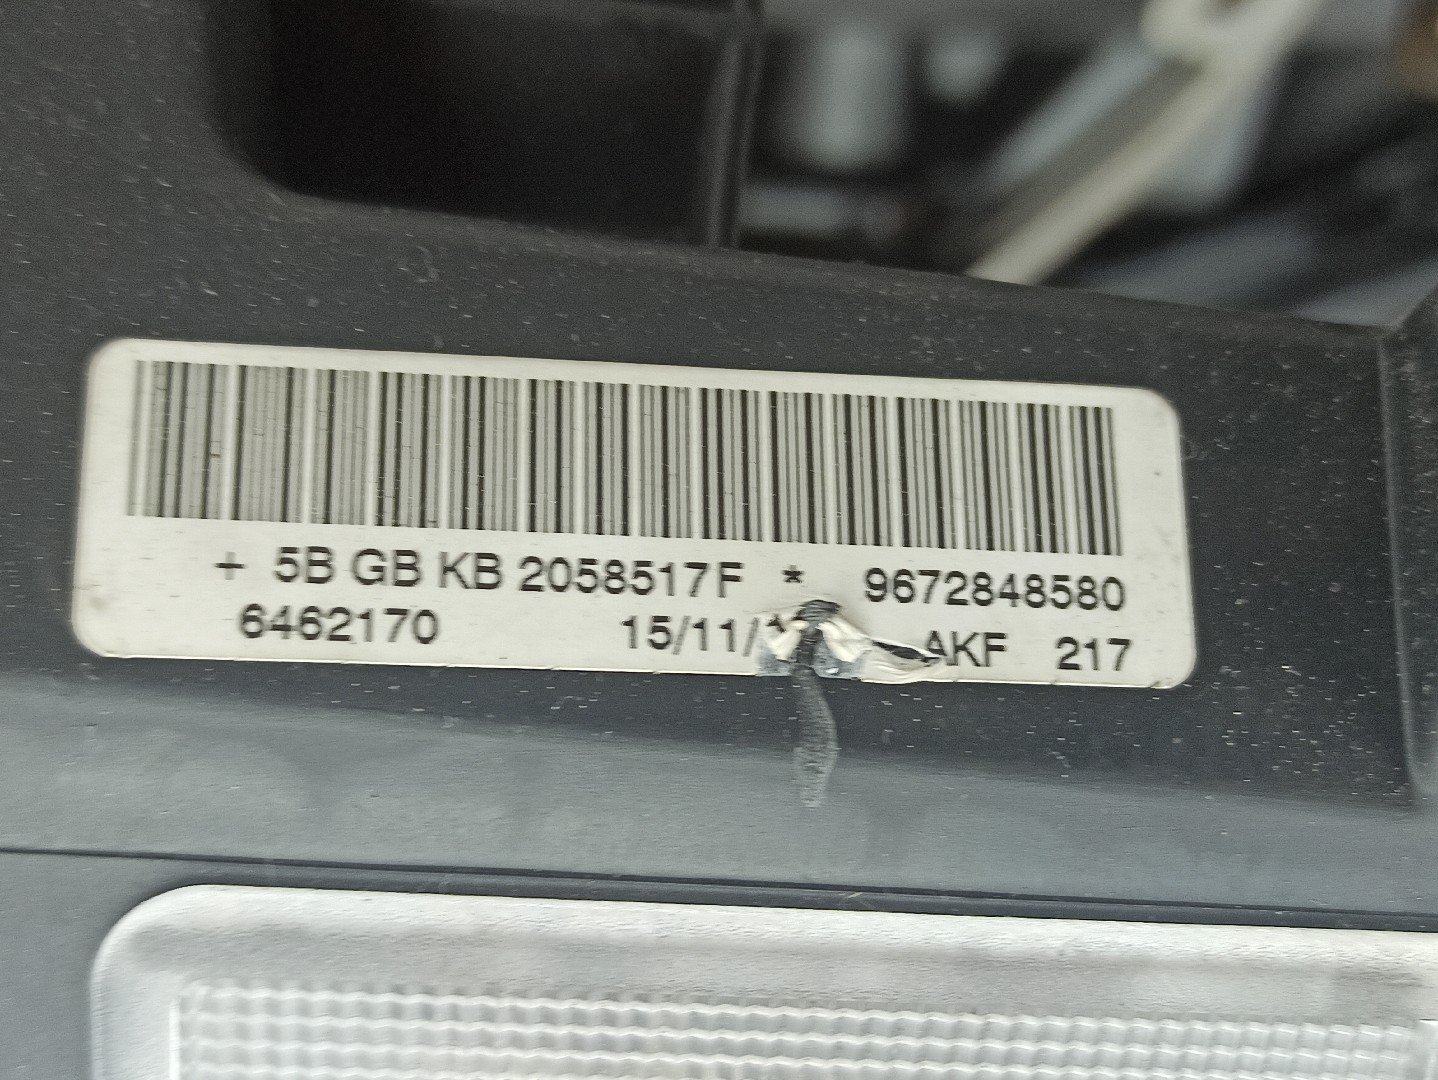 + 5B GB KB 2058517F * 9672848580
6462170 15/11/ AKF 217